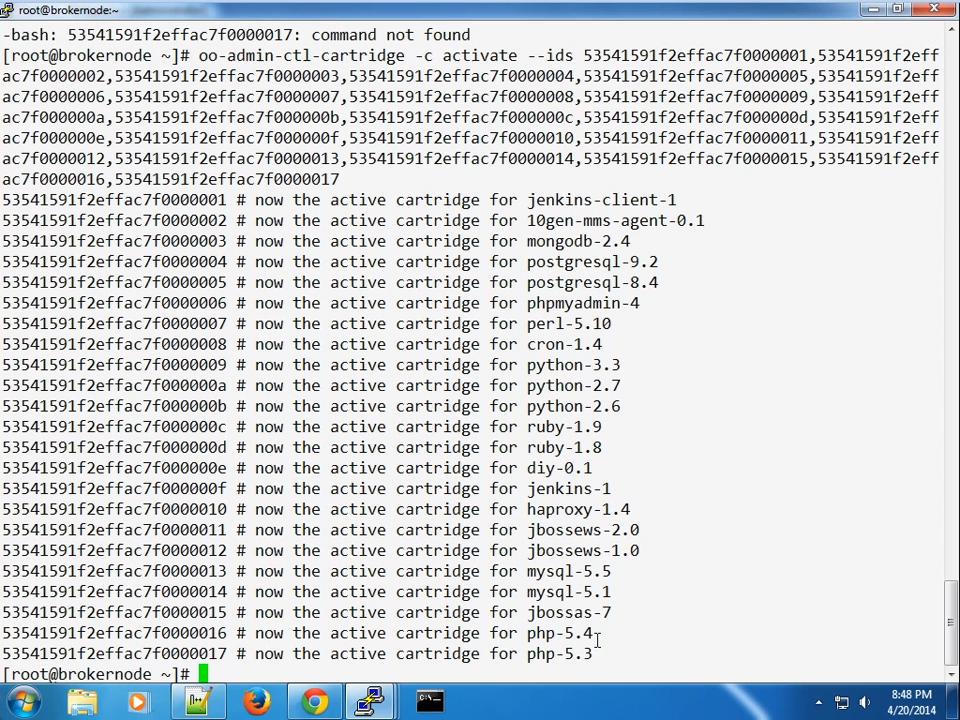 root@brokernode:~
-bash: 53541591f2effac7f0000017: command not found
[root@brokernode ~]# oo-admin-ctl-cartridge -c activate --ids 53541591f2effac7f0000001,53541591f2eff
ac7f0000002,53541591f2effac7f0000003,53541591f2effac7f0000004,53541591f2effac7f0000005,53541591f2eff
ac7f0000006,53541591f2effac7f0000007,53541591f2effac7f0000008,53541591f2effac7f0000009,53541591f2eff
ac7f000000a,53541591f2effac7f000000b,53541591f2effac7f000000c,53541591f2effac7f000000d,53541591f2eff
ac7f000000e,53541591f2effac7f000000f,53541591f2effac7f0000010,53541591f2effac7f0000011,53541591f2eff
ac7f0000012,53541591f2effac7f0000013,53541591f2effac7f0000014,53541591f2effac7f0000015,53541591f2eff
ac7f0000016,53541591f2effac7f0000017
53541591f2effac7f0000001 # now the active cartridge for jenkins-client-1
53541591f2effac7f0000002 # now the active cartridge for 10gen-mms-agent-0.1
53541591f2effac7f0000003 # now the active cartridge for mongodb-2.4
53541591f2effac7f0000004 # now the active cartridge for postgresql-9.2
53541591f2effac7f0000005 # now the active cartridge for postgresql-8.4
53541591f2effac7f0000006 # now the active cartridge for phpmyadmin-4
53541591f2effac7f0000007 # now the active cartridge for perl-5.10
53541591f2effac7f0000008 # now the active cartridge for cron-1.4
53541591f2effac7f0000009 # now the active cartridge for python-3.3
53541591f2effac7f000000a # now the active cartridge for python-2.7
53541591f2effac7f000000b # now the active cartridge for python-2.6
53541591f2effac7f000000c # now the active cartridge for ruby-1.9
53541591f2effac7f000000d # now the active cartridge for ruby-1.8
53541591f2effac7f000000e # now the active cartridge for diy-0.1
53541591f2effac7f000000f # now the active cartridge for jenkins-1
53541591f2effac7f0000010 # now the active cartridge for haproxy-1.4
53541591f2effac7f0000011 # now the active cartridge for jbossews-2.0
53541591f2effac7f0000012 # now the active cartridge for jbossews-1.0
53541591f2effac7f0000013 # now the active cartridge for mysql-5.5
53541591f2effac7f0000014 # now the active cartridge for mysql-5.1
53541591f2effac7f0000015 # now the active cartridge for jbossas-7
53541591f2effac7f0000016 # now the active cartridge for php-5.4
53541591f2effac7f0000017 # now the active cartridge for php-5.3
[root@brokernode ~]#
8:48 PM
4/20/2014